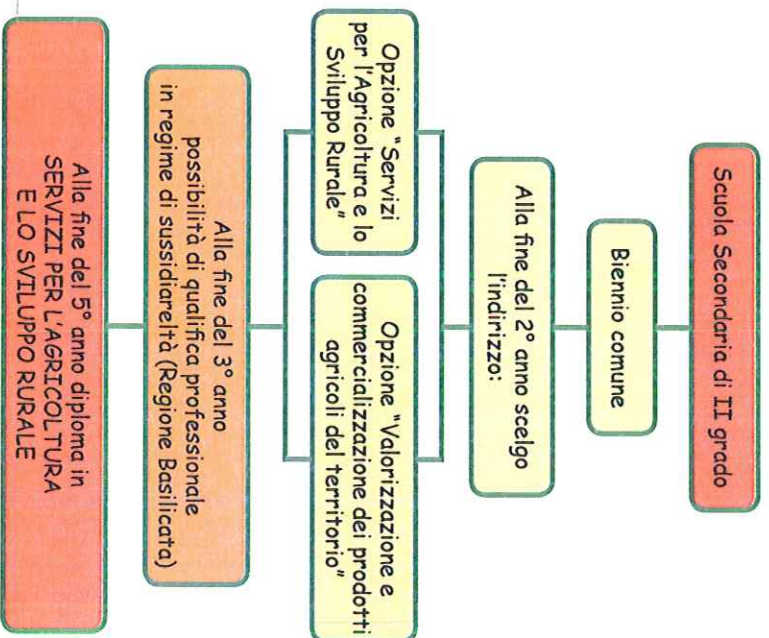 Scuola Secondaria di II grado
Biennio comune
Alla fine del 2° anno scelgo
l'indirizzo:
Opzione "Servizi
per l'Agricoltura e lo
Sviluppo Rurale"
Opzione "Valorizzazione e
commercializzazione dei prodotti
agricoli del territorio"
Alla fine del 3° anno
possibilità di qualifica professionale
in regime di sussidiareltà (Regione Basilicata)
Alla fine del 5° anno diploma in
SERVIZI PER L'AGRICOLTURA
E LO SVILUPPO RURALE